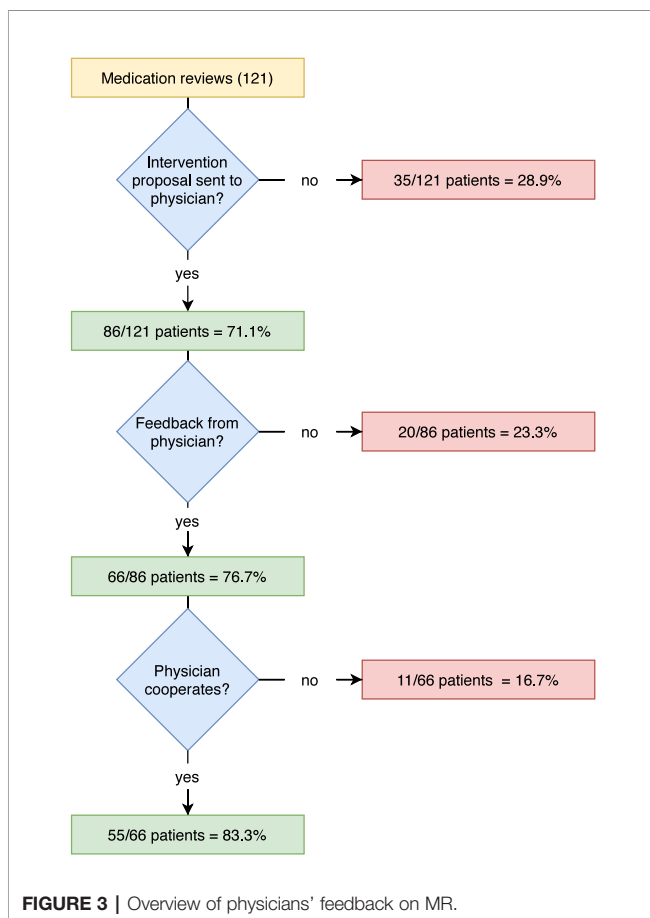 Medication reviews (121)
Intervention
proposal sent to
physician?
no
35/121 patients = 28.9%
yes
86/121 patients = 71.1%
Feedback from
physician?
no
20/86 patients = 23.3%
yes
66/86 patients = 76.7%
Physician
cooperates?
no
11/66 patients = 16.7%
yes
55/66 patients = 83.3%
FIGURE 3 | Overview of physicians' feedback on MR.